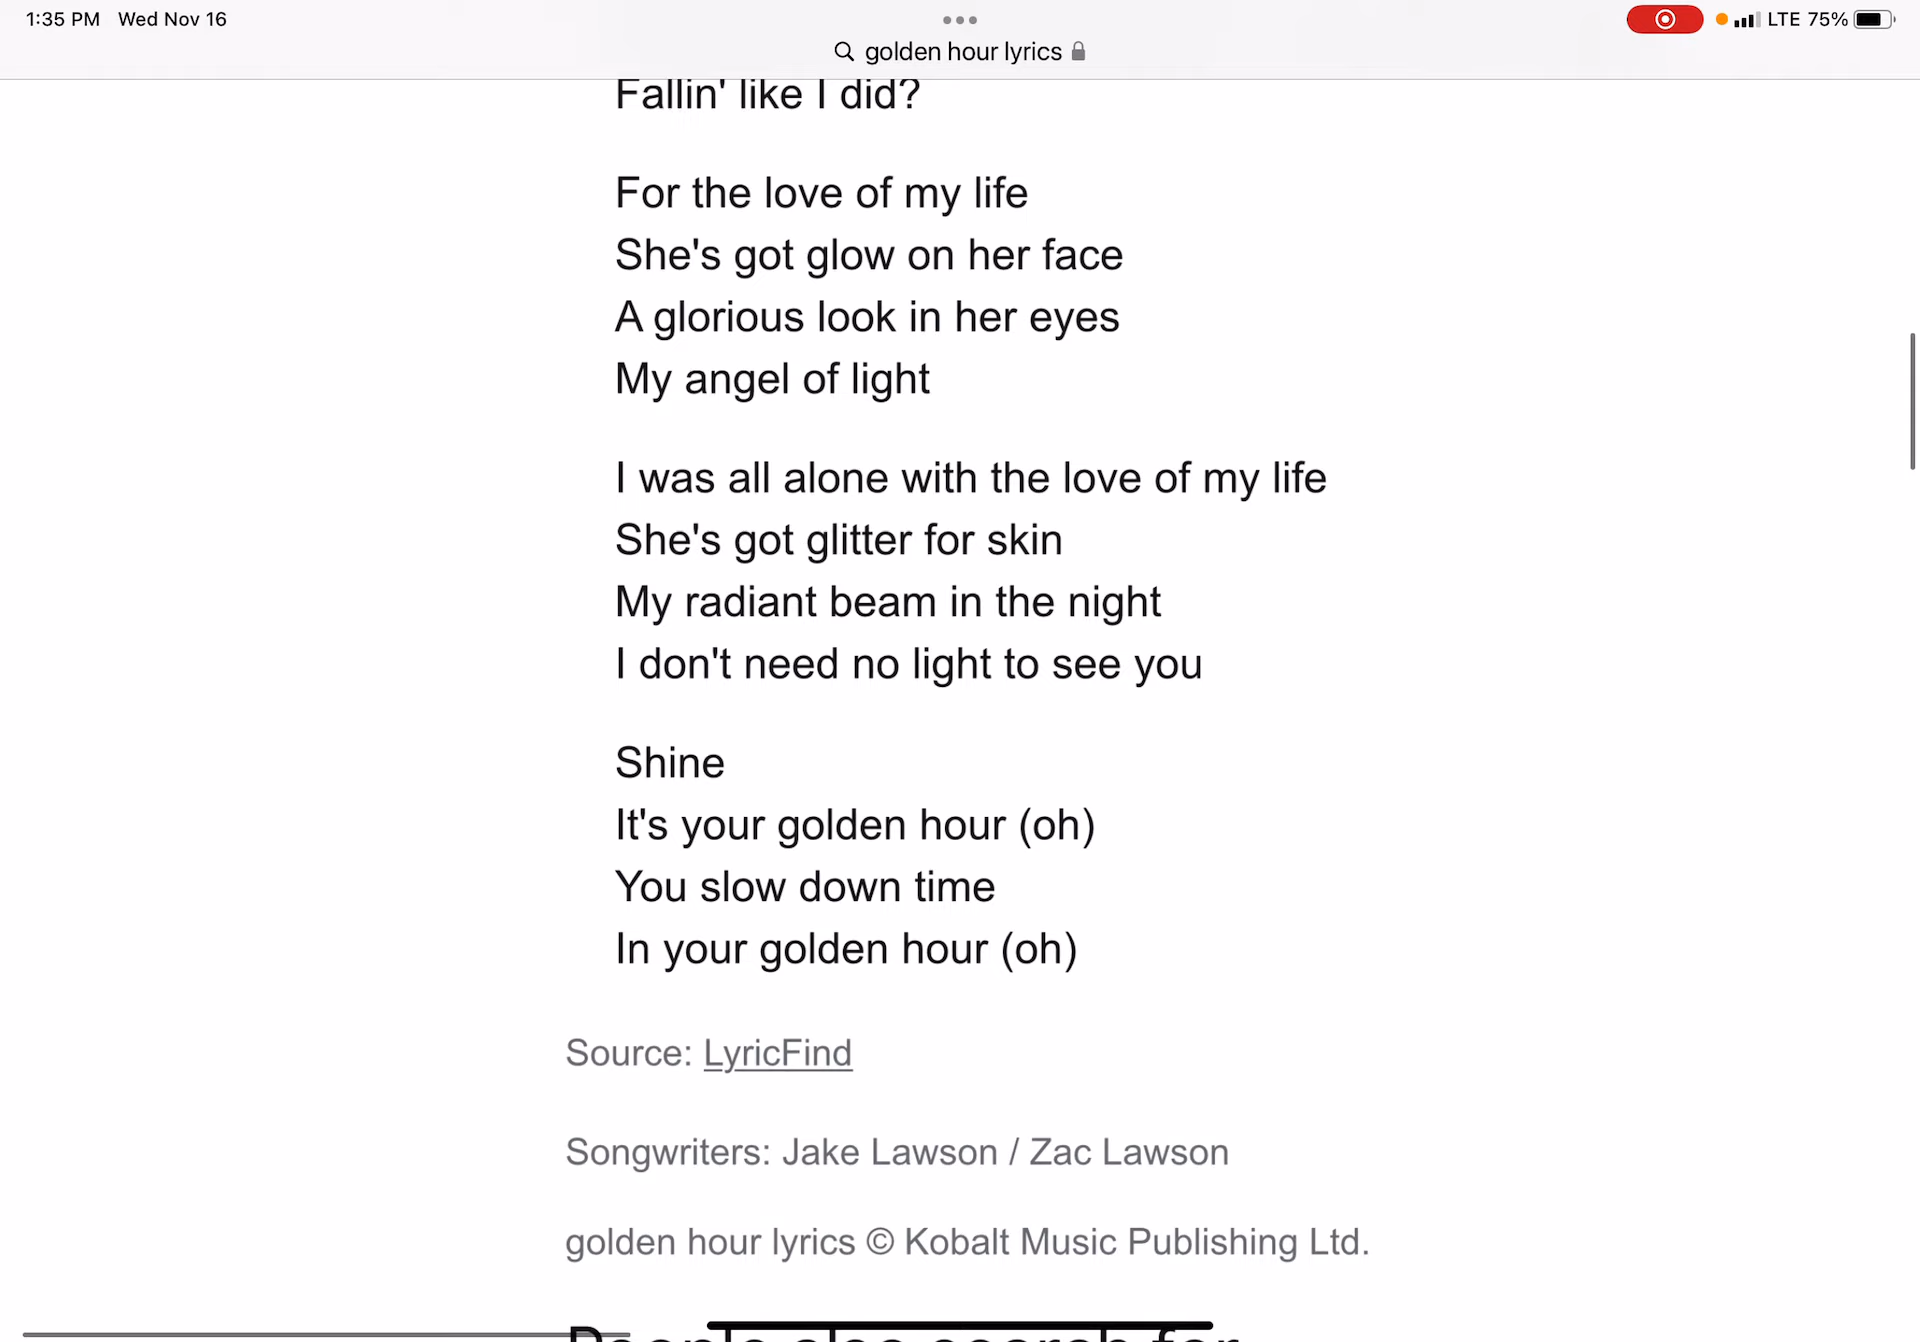 1:35 PM Wed Nov 16
LTE 75%
golden hour lyrics
Fallin' like I did?
For the love of my life
She's got glow on her face
A glorious look in her eyes
My angel of light
I was all alone with the love of my life
She's got glitter for skin
My radiant beam in the night
I don't need no light to see you
Shine
It's your golden hour (oh)
You slow down time
In your golden hour (oh)
Source: LyricFind
Songwriters: Jake Lawson / Zac Lawson
golden hour lyrics © Kobalt Music Publishing Ltd.
People also search for